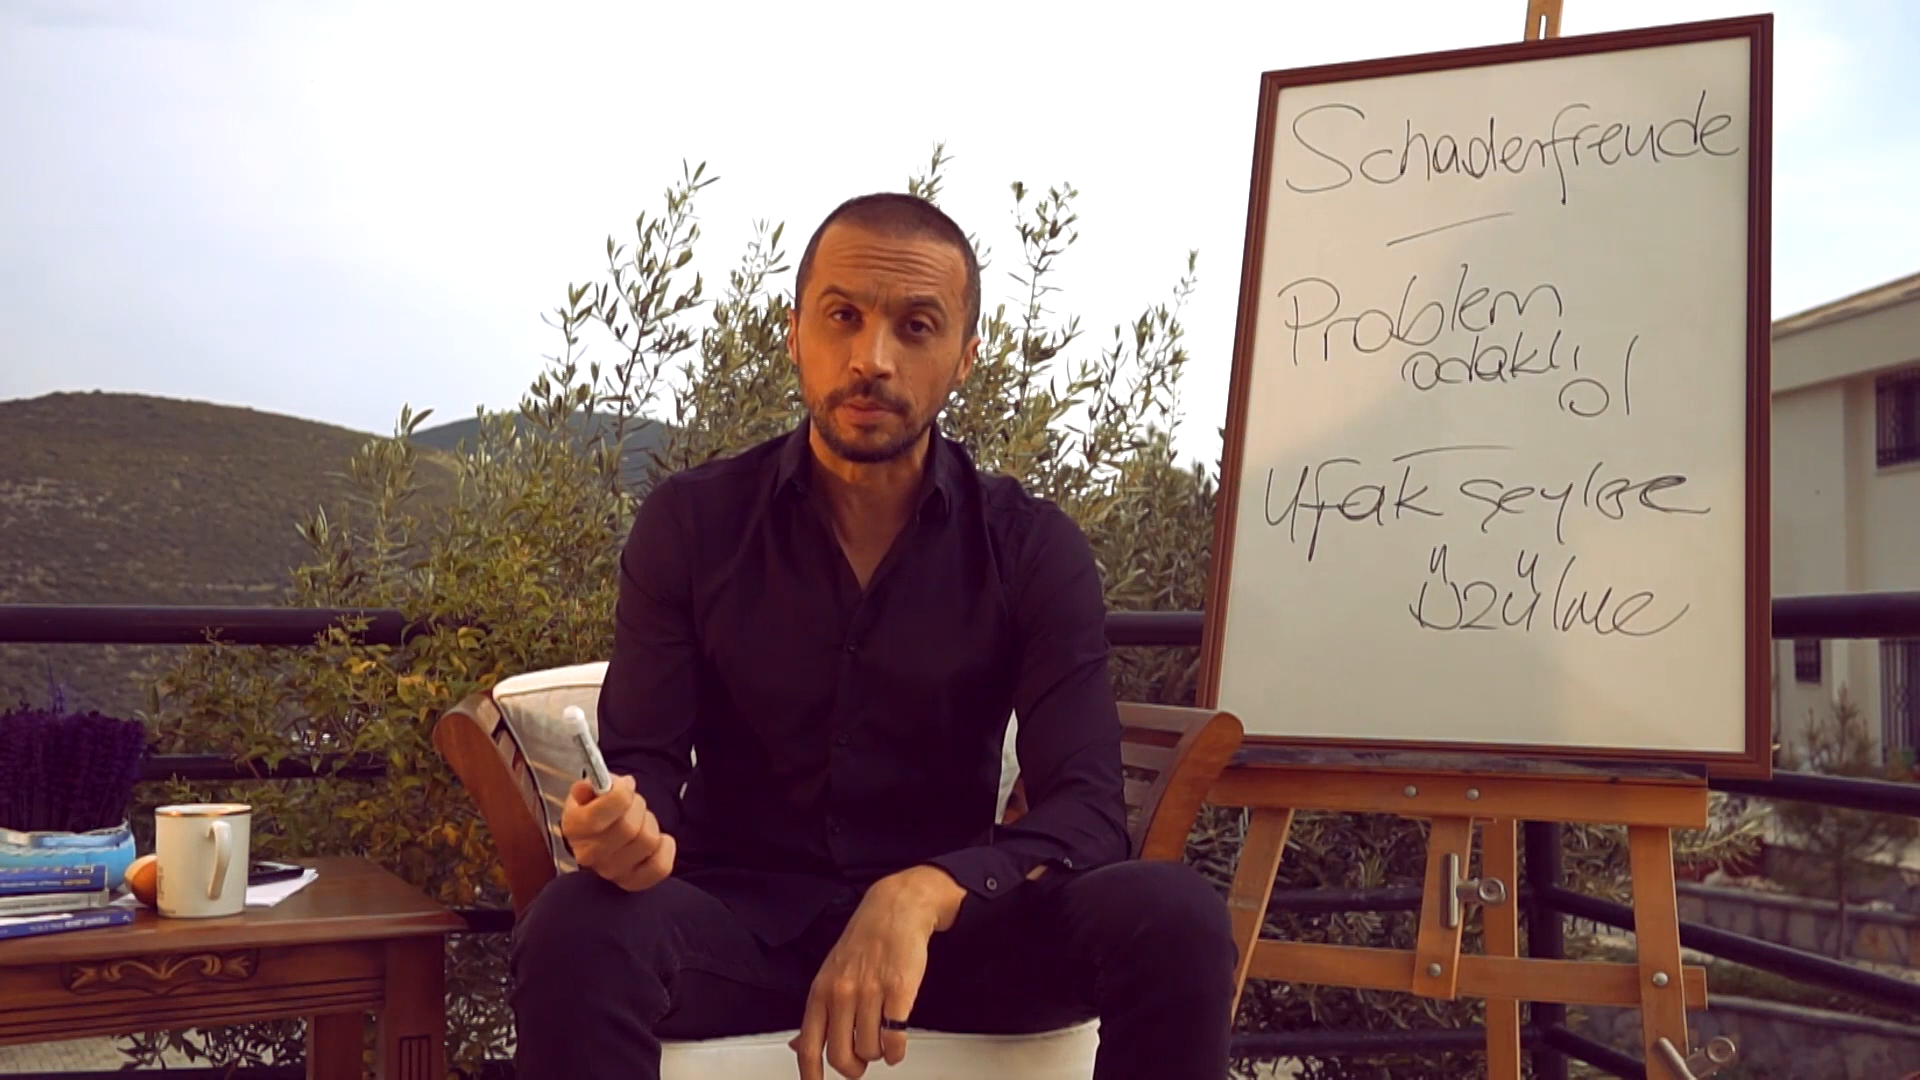 Schadenfreude
Problem
odaklı
ol
Ufak şeylere
üzülme